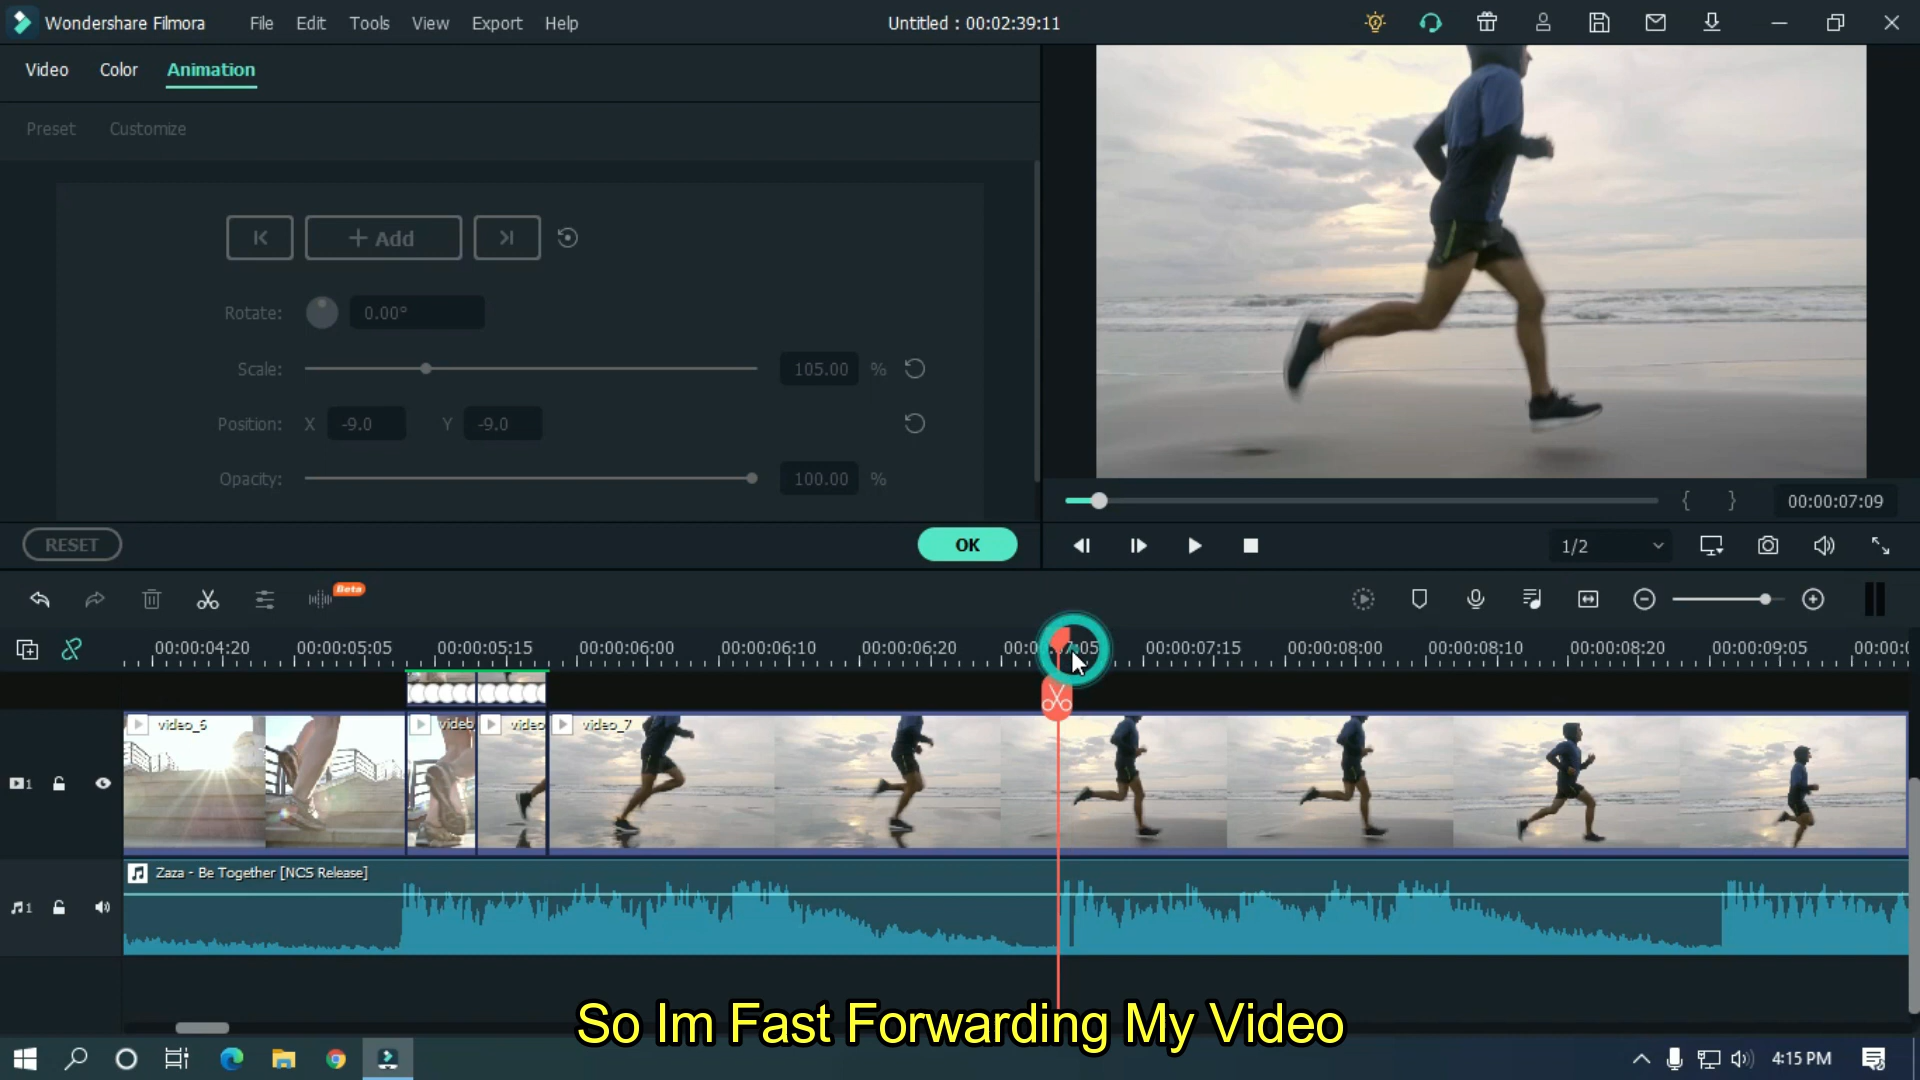 Wondershare Filmora
File
Edit
Tools
View
Export
Help
Untitled : 00:02:39:11
Video
Color
Animation
Preset
Customize
+ Add
Rotate:
0.00°
Scale:
105.00
%
Position:
X
-9.0
Y
-9.0
Opacity:
100.00
%
RESET
OK
{ }
00:00:07:09
1/2
Beta
00:00:04:20
00:00:05:05
00:00:05:15
00:00:06:00
00:00:06:10
00:00:06:20
00:00:07:05
00:00:07:15
00:00:08:00
00:00:08:10
00:00:08:20
00:00:09:05
video_6
video
video_7
1
Zaza - Be Together [NCS Release]
1
So Im Fast Forwarding My Video
4:15 PM